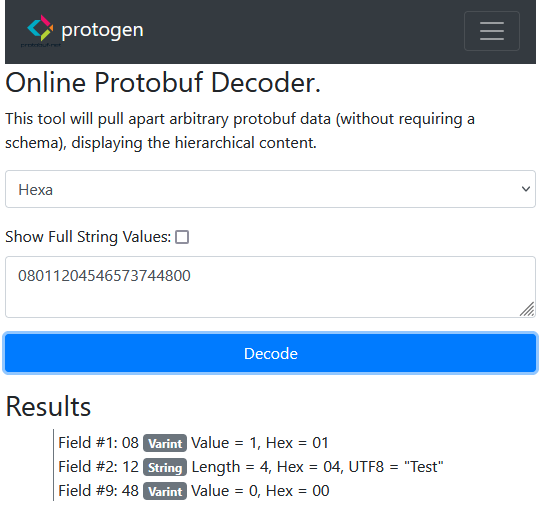 protogen
Online Protobuf Decoder.
This tool will pull apart arbitrary protobuf data (without requiring a
schema), displaying the hierarchical content.
Hexa
Show Full String Values:
08011204546573744800
Decode
Results
Field #1: 08 Varint Value = 1, Hex = 01
Field #2: 12 String Length = 4, Hex = 04, UTF8 = "Test"
Field #9: 48 Varint Value = 0, Hex = 00